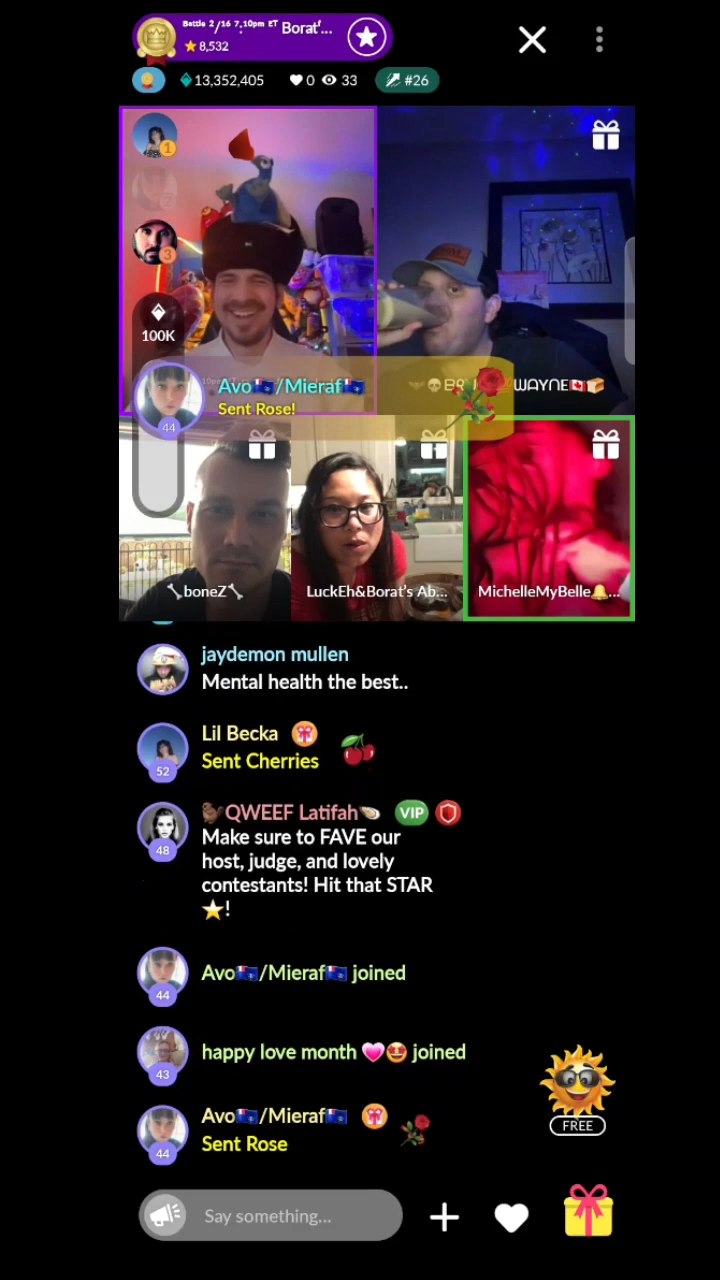 Battle 2/16 7,10pm ET Borat'...
8,532
13,352,405 0 33 #26
1
3
100K
Avo/Mieraf
WAYNE
Sent Rose!
44
boneZ LuckEh&Borat's Ab... MichelleMyBelle...
jaydemon mullen
Mental health the best..
Lil Becka
Sent Cherries
52
QWEEF Latifah VIP
Make sure to FAVE our
48
host, judge, and lovely
contestants! Hit that STAR
!
Avo/Mieraf joined
44
happy love month joined
43
Avo/Mieraf
Sent Rose
44
FREE
Say something...